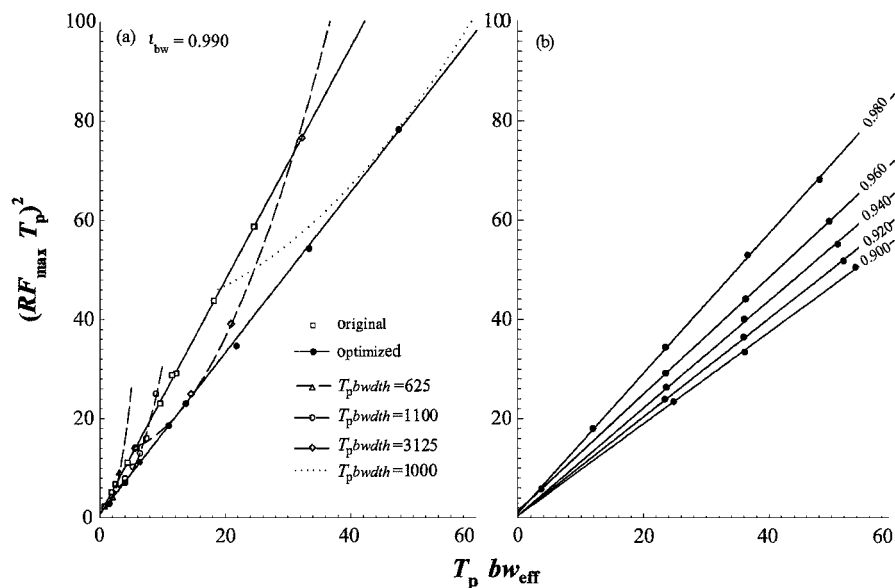 (a) ι_bw = 0.990
(b)
100
80
60
40
20
0
(RF_max T_p)^2
original
optimized
T_p bwdth=625
T_p bwdth=1100
T_p bwdth=3125
T_p bwdth=1000
0 20 40 60
100
80
60
40
20
0.980
0.960
0.940
0.920
0.900
0 20 40 60
T_p bw_eff